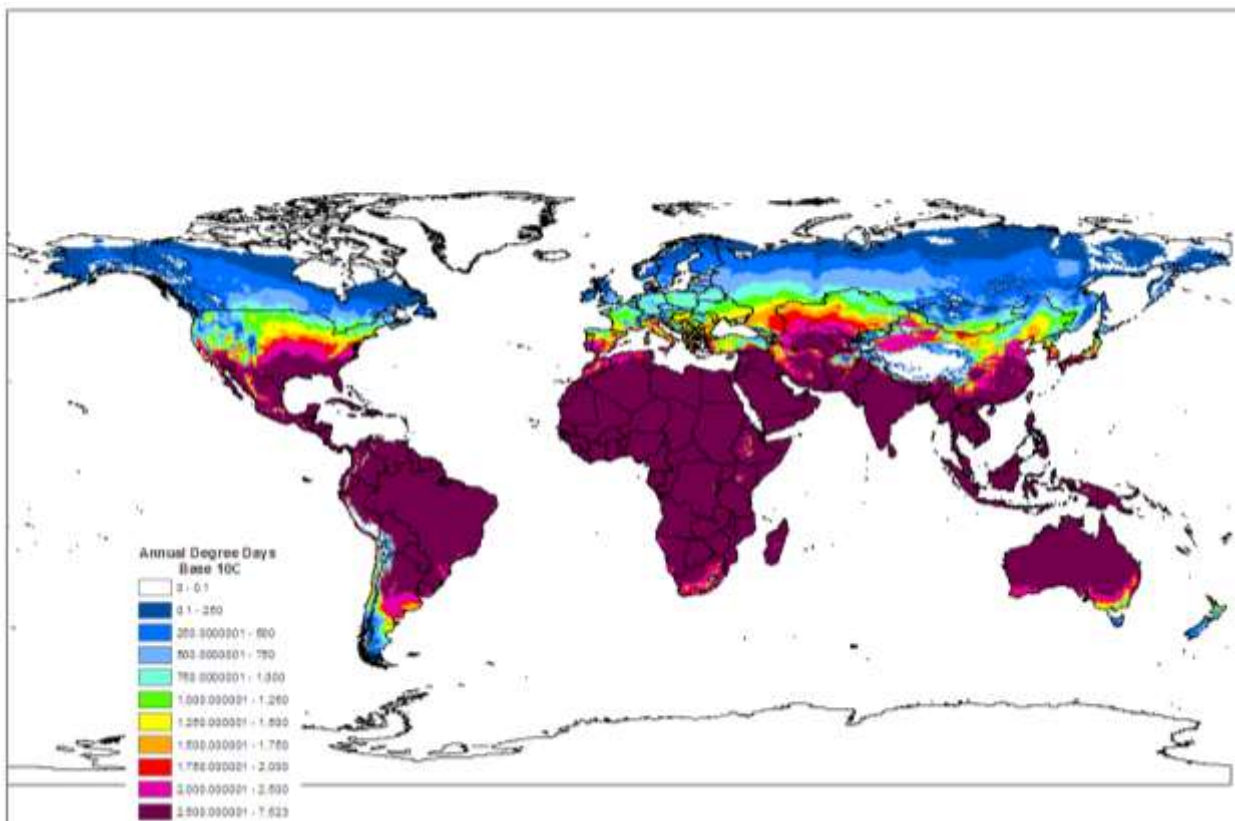 Annual Degree Days
Base 10C
0 - 0.1
0.1 - 250
250.0000001 - 500
500.0000001 - 750
750.0000001 - 1,000
1,000.000001 - 1,250
1,250.000001 - 1,500
1,500.000001 - 1,750
1,750.000001 - 2,000
2,000.000001 - 2,500
2,500.000001 - 7,523